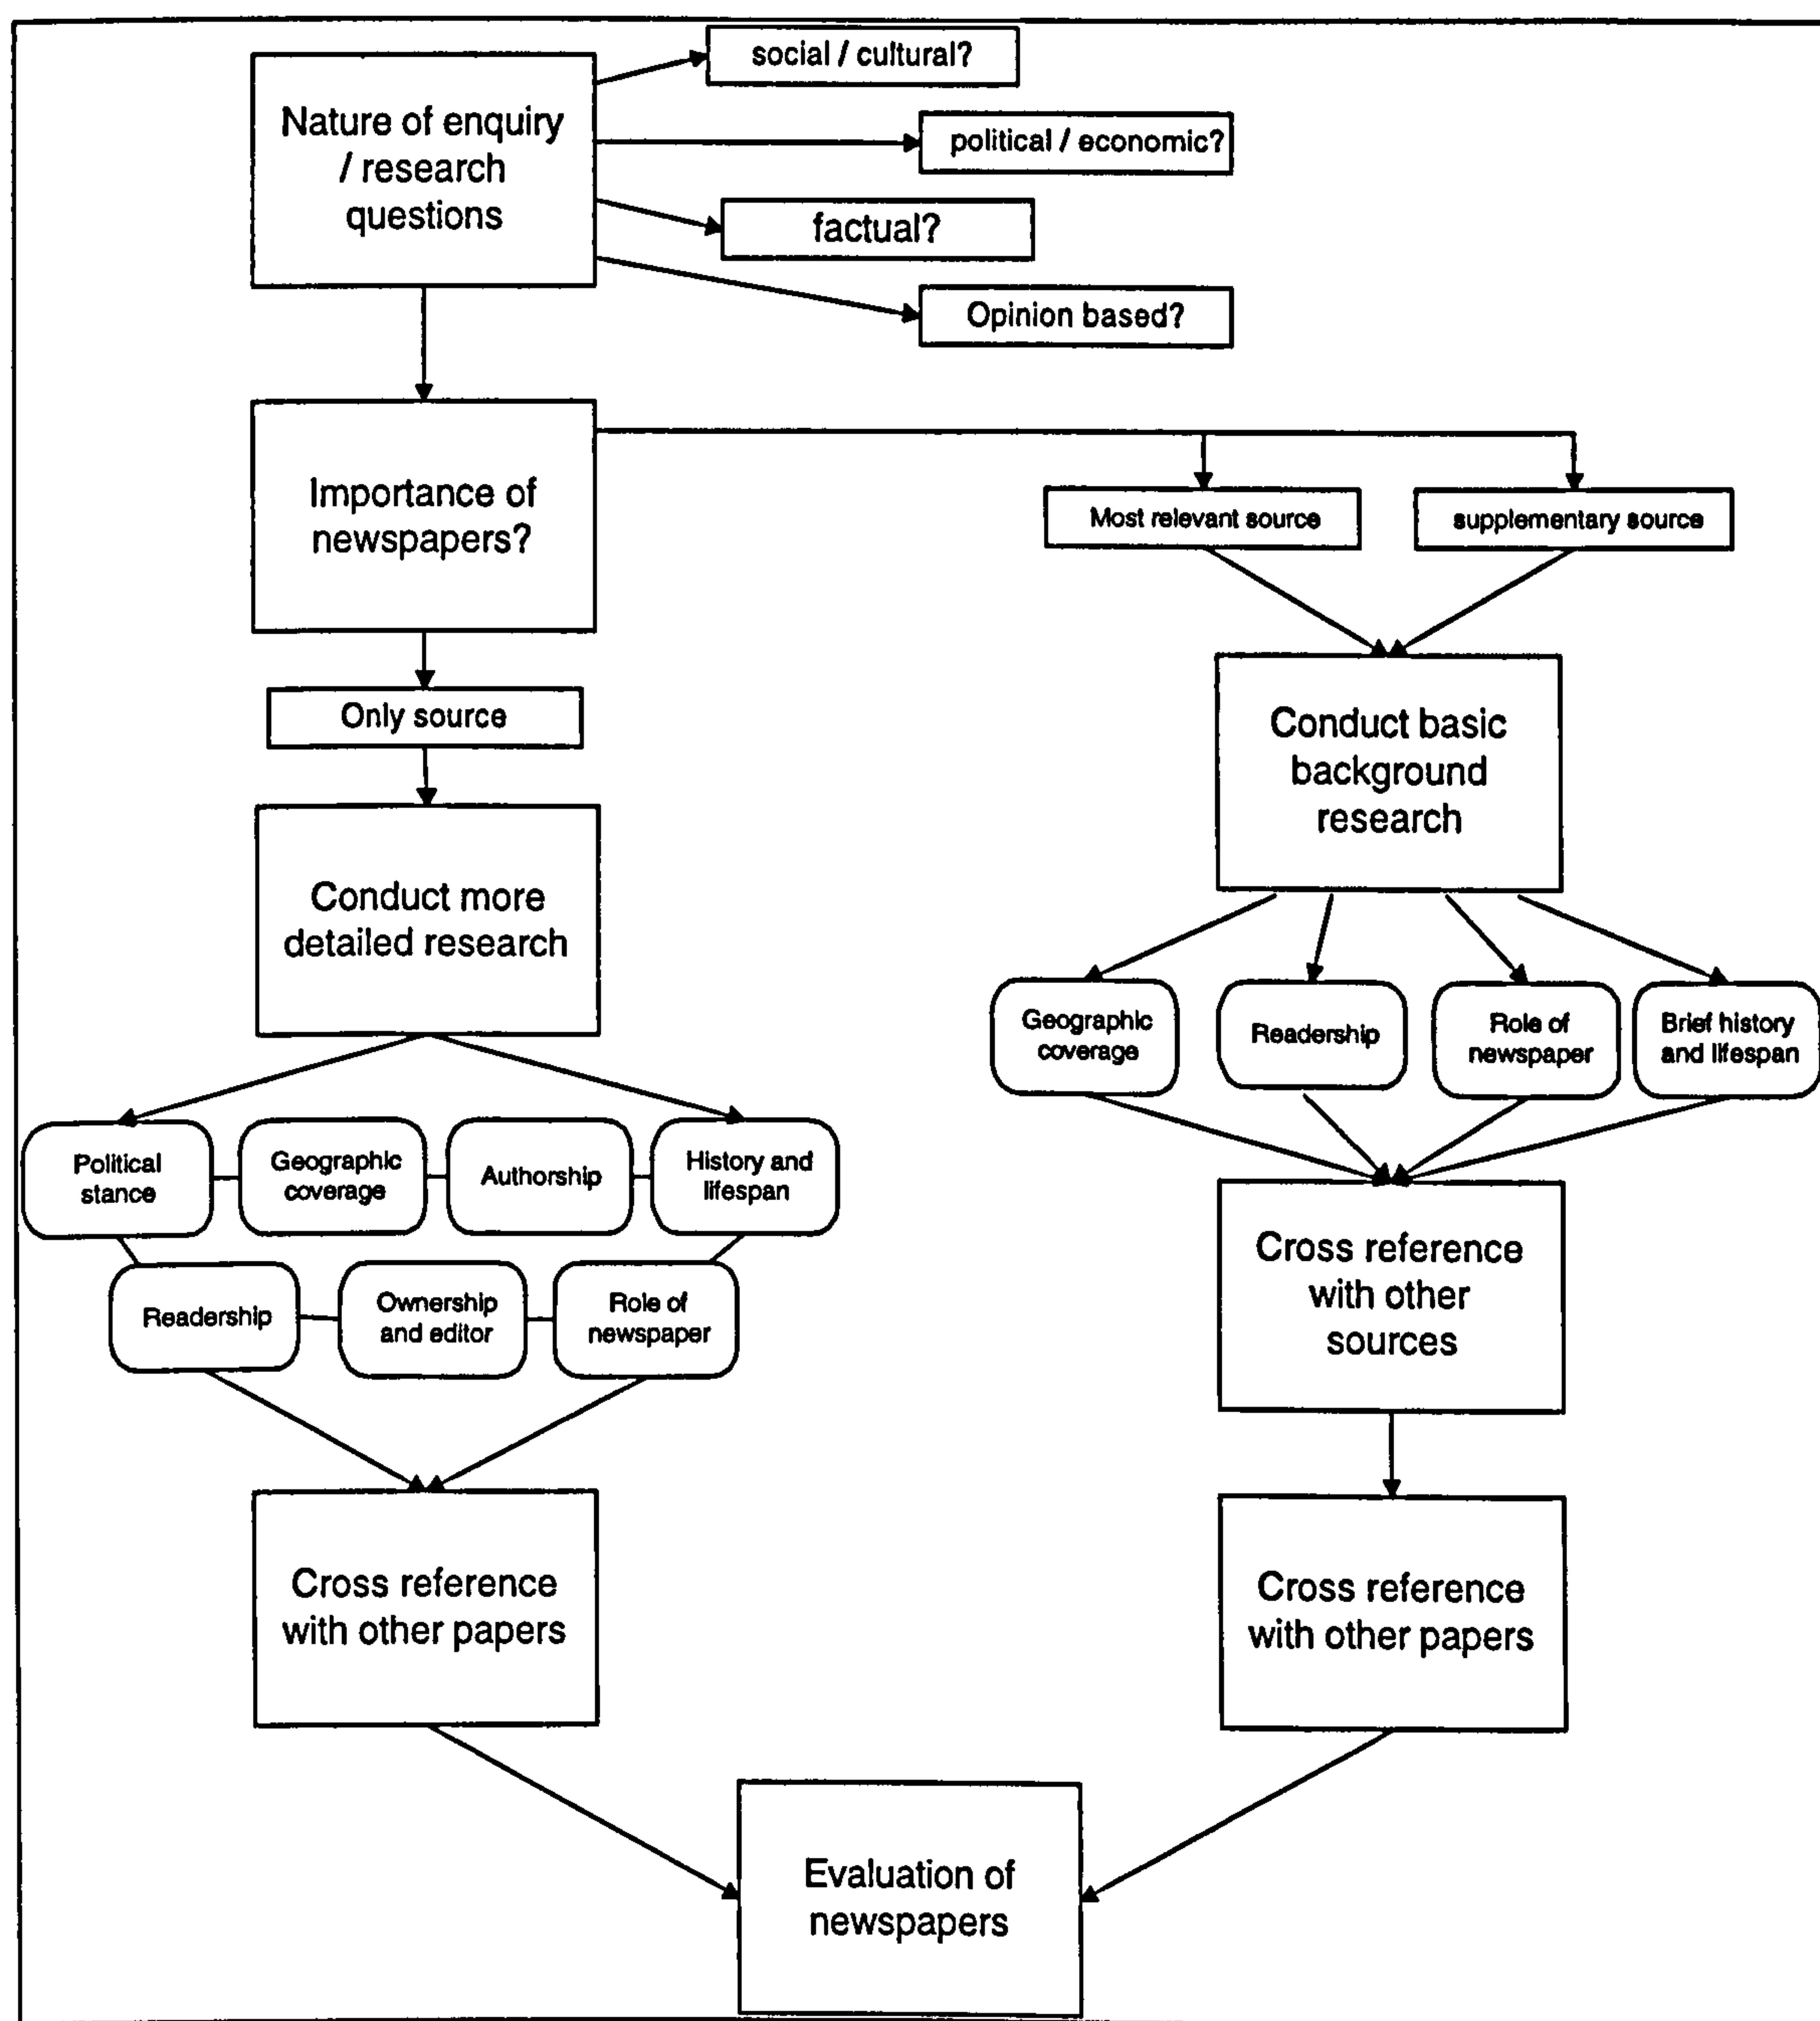 social / cultural?
Nature of enquiry
/ research
questions
political / economic?
factual?
Opinion based?
Importance of
newspapers?
Most relevant source
supplementary source
Only source
Conduct basic
background
research
Conduct more
detailed research
Geographic
coverage
Readership
Role of
newspaper
Brief history
and lifespan
Political
stance
Geographic
coverage
Authorship
History and
lifespan
Readership
Ownership
and editor
Role of
newspaper
Cross reference
with other
sources
Cross reference
with other papers
Cross reference
with other papers
Evaluation of
newspapers